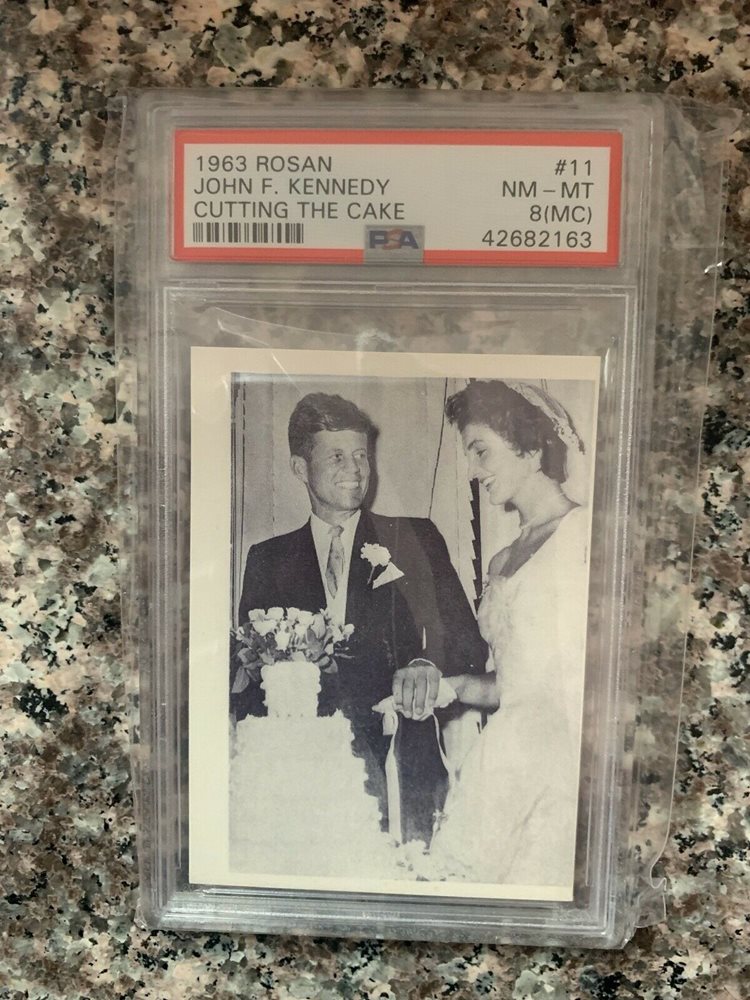 1963 ROSAN #11
JOHN F. KENNEDY NM – MT
CUTTING THE CAKE 8(MC)
PSA 42682163